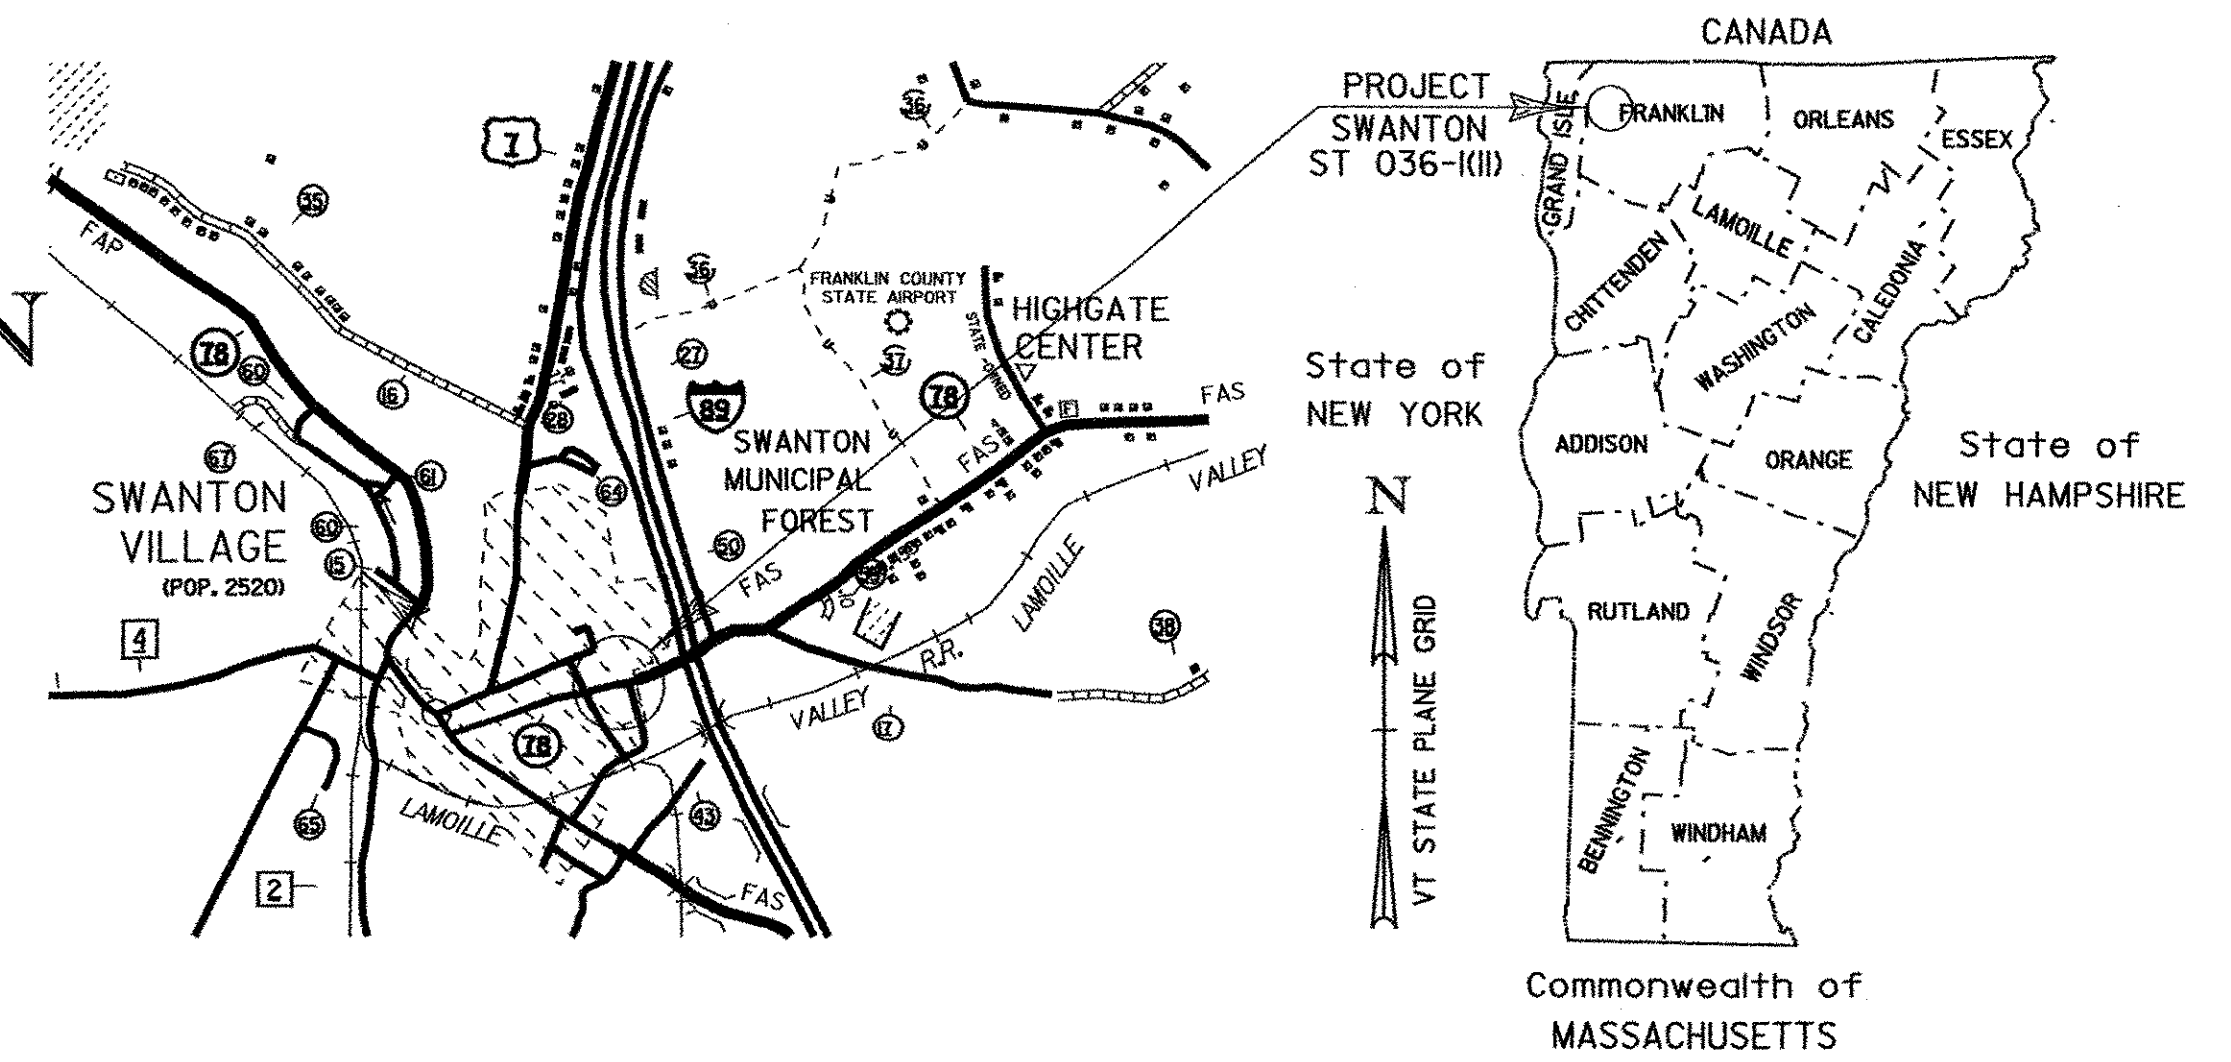 CANADA
PROJECT
SWANTON
ST 036-1(11)
GRAND ISLE
FRANKLIN
ORLEANS
ESSEX
LAMOILLE
CHITTENDEN
CALEDONIA
WASHINGTON
ADDISON
ORANGE
RUTLAND
WINDSOR
BENNINGTON
WINDHAM
State of
NEW YORK
State of
NEW HAMPSHIRE
Commonwealth of
MASSACHUSETTS
N
VT STATE PLANE GRID
7
36
35
FAP
36
FRANKLIN COUNTY
STATE AIRPORT
STATE-OWNED
HIGHGATE
CENTER
78
60
16
27
37
28
89
78
F
FAS
FAS
67
61
64
SWANTON
MUNICIPAL
FOREST
VALLEY
SWANTON
VILLAGE
(POP. 2520)
60
15
50
FAS
LAMOILLE
4
38
R.R.
VALLEY
17
78
65
LAMOILLE
43
2
FAS